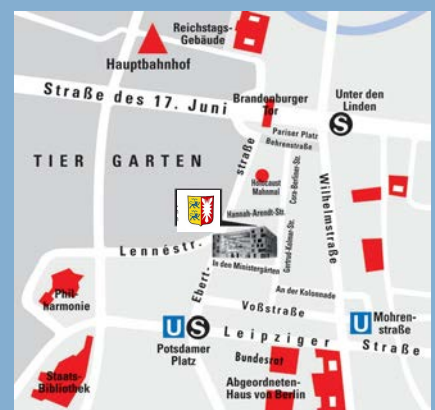 Reichstags-
Gebäude
Hauptbahnhof
Straße des 17. Juni
Brandenburger
Tor
Unter den
Linden
S
Pariser Platz
Behrenstraße
TIERGARTEN
Ebert-
straße
Holocaust
Mahnmal
Cora-Berliner-Str.
Wilhelmstraße
Hannah-Arendt-Str.
Lennéstr.
Gertrud-Kolmar-Str.
In den Ministergärten
An der Kolonnade
Phil-
harmonie
Voßstraße
U S
Potsdamer
Platz
Leipziger
Straße
U
Mohren-
straße
Staats-
Bibliothek
Bundesrat
Abgeordneten-
Haus von Berlin